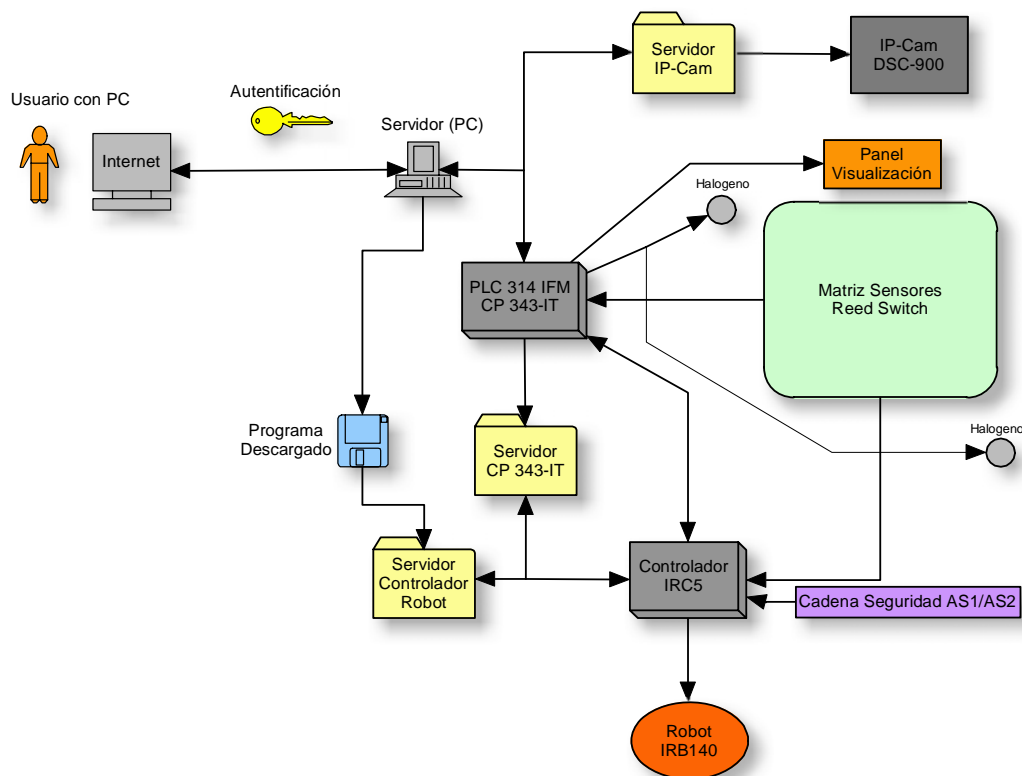 Servidor
IP-Cam
IP-Cam
DSC-900
Usuario con PC
Autentificación
Servidor (PC)
Internet
Panel
Visualización
Halogeno
PLC 314 IFM
CP 343-IT
Matriz Sensores
Reed Switch
Programa
Descargado
Servidor
CP 343-IT
Halogeno
Servidor
Controlador
Robot
Controlador
IRC5
Cadena Seguridad AS1/AS2
Robot
IRB140